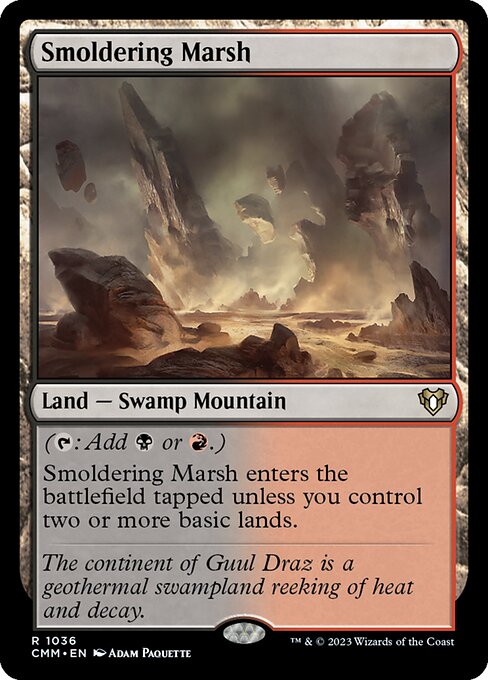 Smoldering Marsh
Land — Swamp Mountain
(: Add or .)
Smoldering Marsh enters the
battlefield tapped unless you control
two or more basic lands.
The continent of Guul Draz is a
geothermal swampland reeking of heat
and decay.
R 1036
CMM • EN Adam Paquette
™ & © 2023 Wizards of the Coast